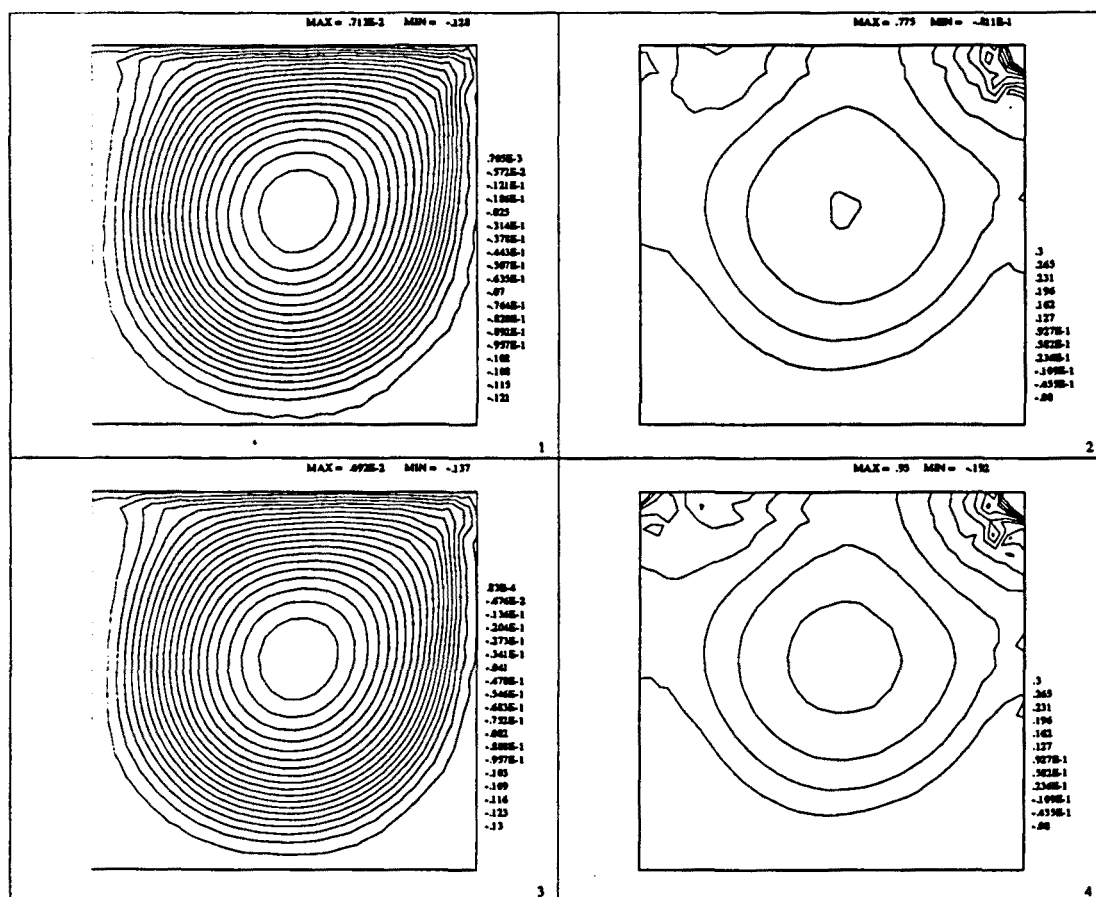 MAX = .712E-2 MIN = -.128
.705E-3
-.572E-2
-.121E-1
-.186E-1
-.025
-.314E-1
-.378E-1
-.443E-1
-.507E-1
-.635E-1
-.07
-.764E-1
-.828E-1
-.892E-1
-.957E-1
-.102
-.108
-.115
-.121
1
MAX = .775 MIN = -.811E-1
.3
.265
.231
.196
.162
.127
.927E-1
.582E-1
.236E-1
-.109E-1
-.455E-1
-.08
2
MAX = .692E-2 MIN = -.137
-.676E-2
-.136E-1
-.204E-1
-.273E-1
-.341E-1
-.041
-.478E-1
-.546E-1
-.683E-1
-.752E-1
-.082
-.888E-1
-.957E-1
-.103
-.109
-.116
-.123
-.13
3
MAX = .95 MIN = -.192
.3
.265
.231
.196
.162
.127
.927E-1
.582E-1
.236E-1
-.109E-1
-.455E-1
-.08
4